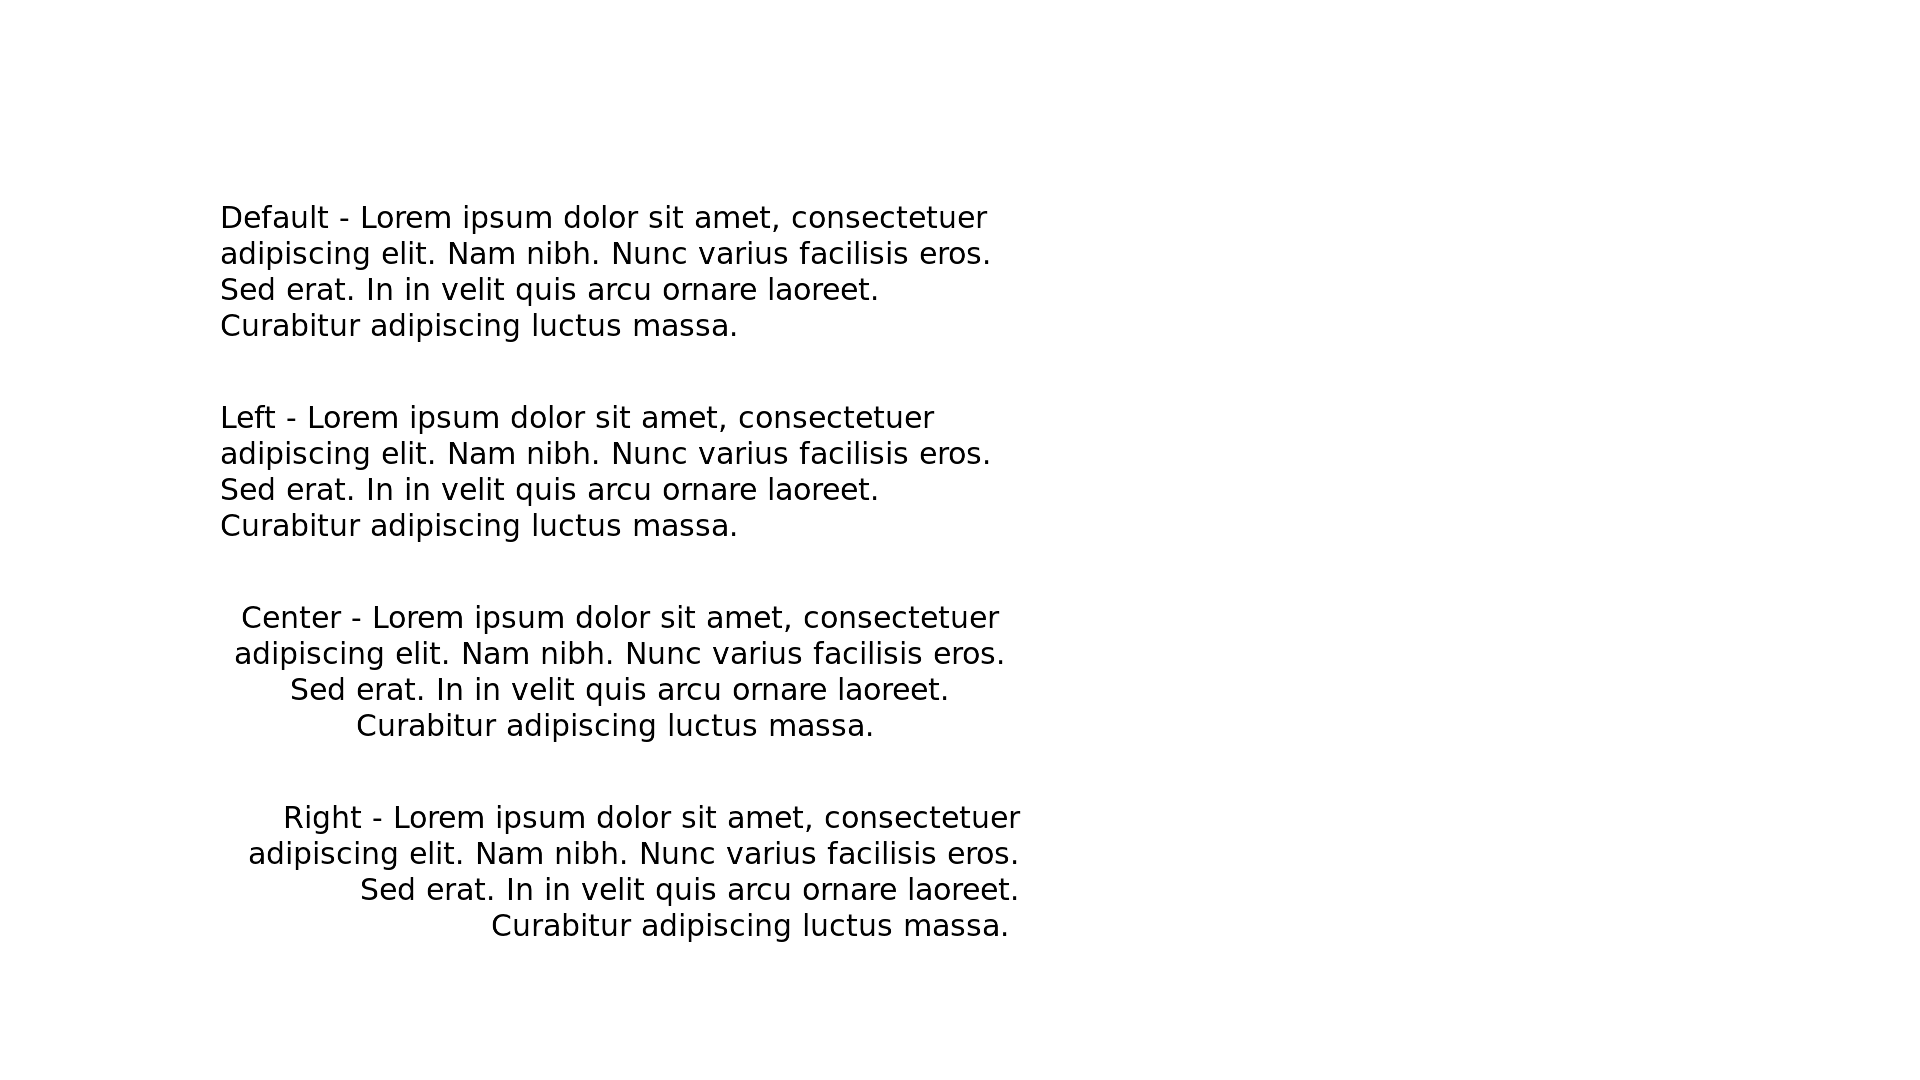 Default - Lorem ipsum dolor sit amet, consectetuer
adipiscing elit. Nam nibh. Nunc varius facilisis eros.
Sed erat. In in velit quis arcu ornare laoreet.
Curabitur adipiscing luctus massa.
Left - Lorem ipsum dolor sit amet, consectetuer
adipiscing elit. Nam nibh. Nunc varius facilisis eros.
Sed erat. In in velit quis arcu ornare laoreet.
Curabitur adipiscing luctus massa.
Center - Lorem ipsum dolor sit amet, consectetuer
adipiscing elit. Nam nibh. Nunc varius facilisis eros.
Sed erat. In in velit quis arcu ornare laoreet.
Curabitur adipiscing luctus massa.
Right - Lorem ipsum dolor sit amet, consectetuer
adipiscing elit. Nam nibh. Nunc varius facilisis eros.
Sed erat. In in velit quis arcu ornare laoreet.
Curabitur adipiscing luctus massa.